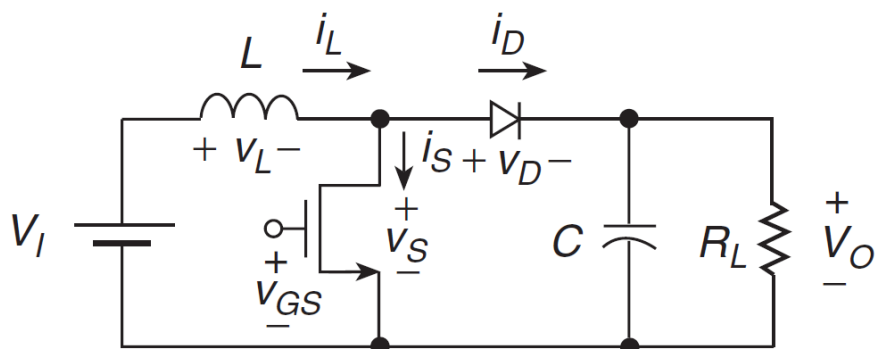 i_L i_D
L
+ v_L −
i_S + v_D −
V_I
+ v_S −
C
R_L
+ V_O −
+ v_GS −